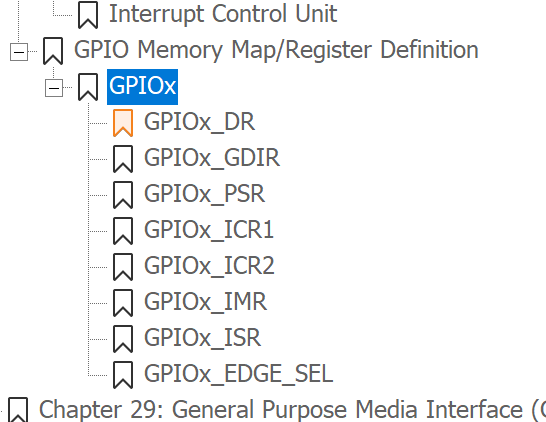 Interrupt Control Unit
GPIO Memory Map/Register Definition
GPIOx
GPIOx_DR
GPIOx_GDIR
GPIOx_PSR
GPIOx_ICR1
GPIOx_ICR2
GPIOx_IMR
GPIOx_ISR
GPIOx_EDGE_SEL
Chapter 29: General Purpose Media Interface (